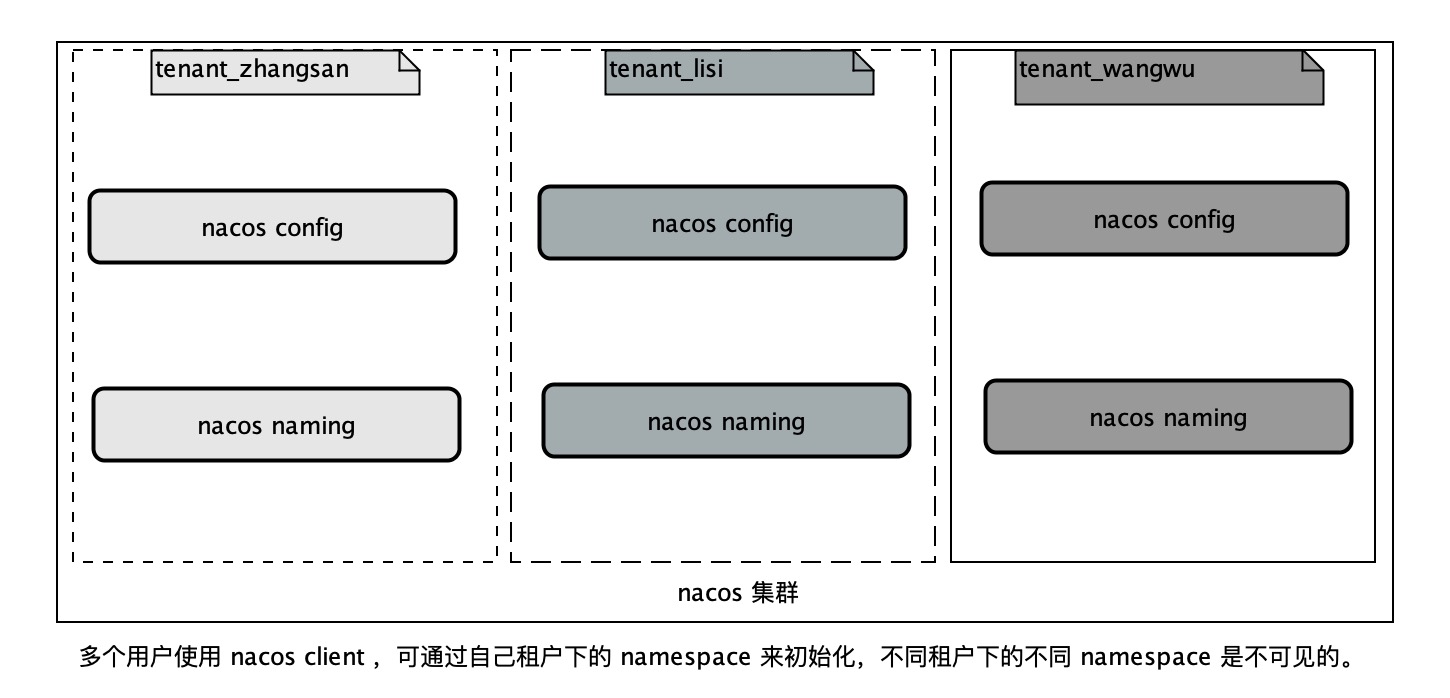 tenant_zhangsan
tenant_lisi
tenant_wangwu
nacos config
nacos config
nacos config
nacos naming
nacos naming
nacos naming
nacos 集群
多个用户使用 nacos client ，可通过自己租户下的 namespace 来初始化，不同租户下的不同 namespace 是不可见的。